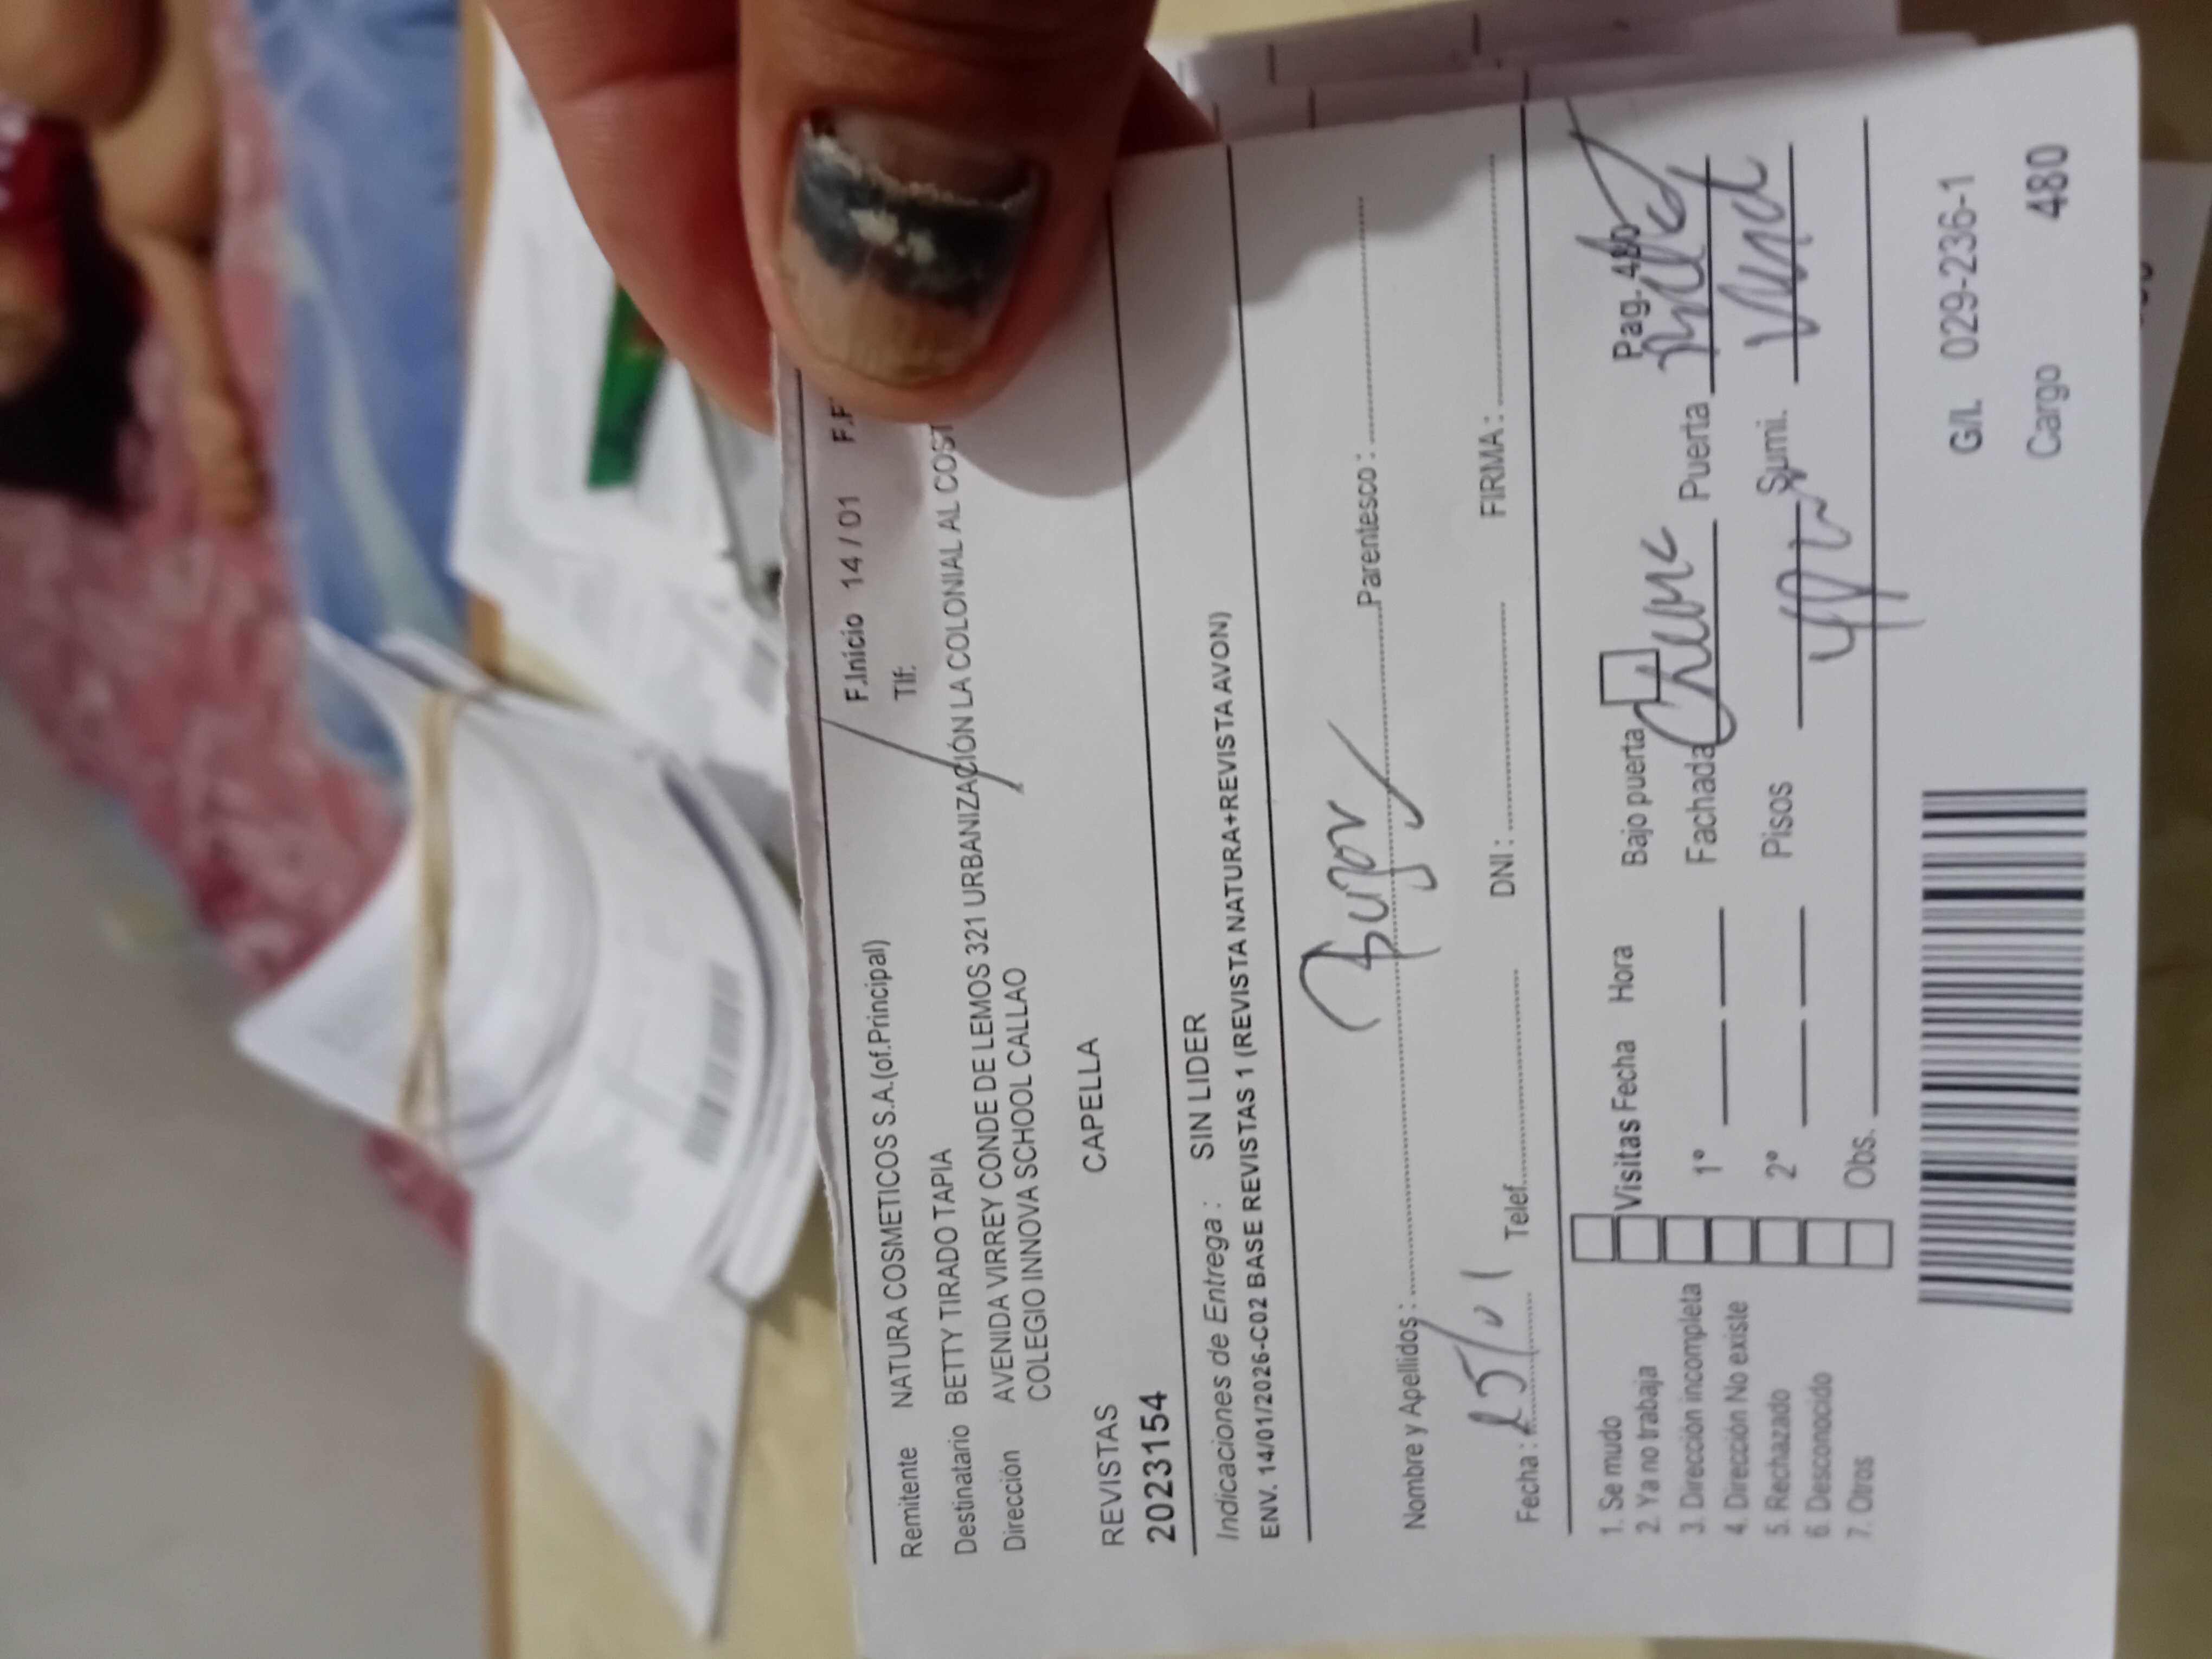 F.Inicio 14 / 01 F.F
Tlf:
Remitente NATURA COSMETICOS S.A.(of.Principal)
Destinatario BETTY TIRADO TAPIA
Dirección AVENIDA VIRREY CONDE DE LEMOS 321 URBANIZACIÓN LA COLONIAL AL COST
COLEGIO INNOVA SCHOOL CALLAO
REVISTAS CAPELLA
2023154
Indicaciones de Entrega : SIN LIDER
ENV. 14/01/2026-C02 BASE REVISTAS 1 (REVISTA NATURA+REVISTA AVON)
Nombre y Apellidos : Parentesco :
Fecha : Telef. DNI : FIRMA :
Pag. 480
1. Se mudo
2. Ya no trabaja
3. Dirección incompleta
4. Dirección No existe
5. Rechazado
6. Desconocido
7. Otros
Visitas Fecha Hora Bajo puerta
1° Fachada Puerta
2° Pisos Sumi.
Obs.
G/L 029-236-1
Cargo 480